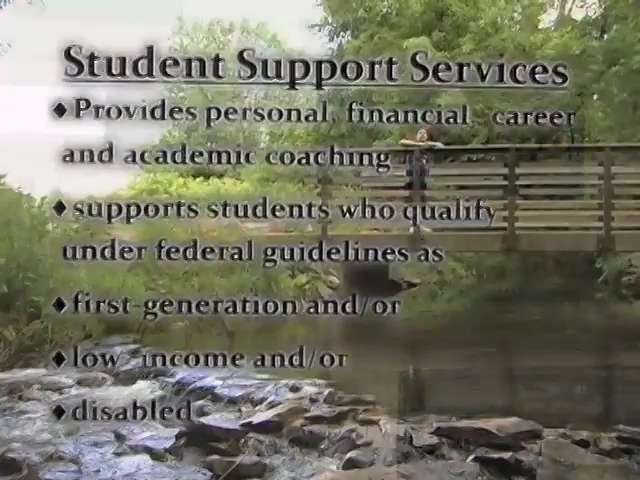 Student Support Services
♦Provides personal, financial, career
and academic coaching
♦supports students who qualify
under federal guidelines as
♦first-generation and/or
♦low-income and/or
♦disabled